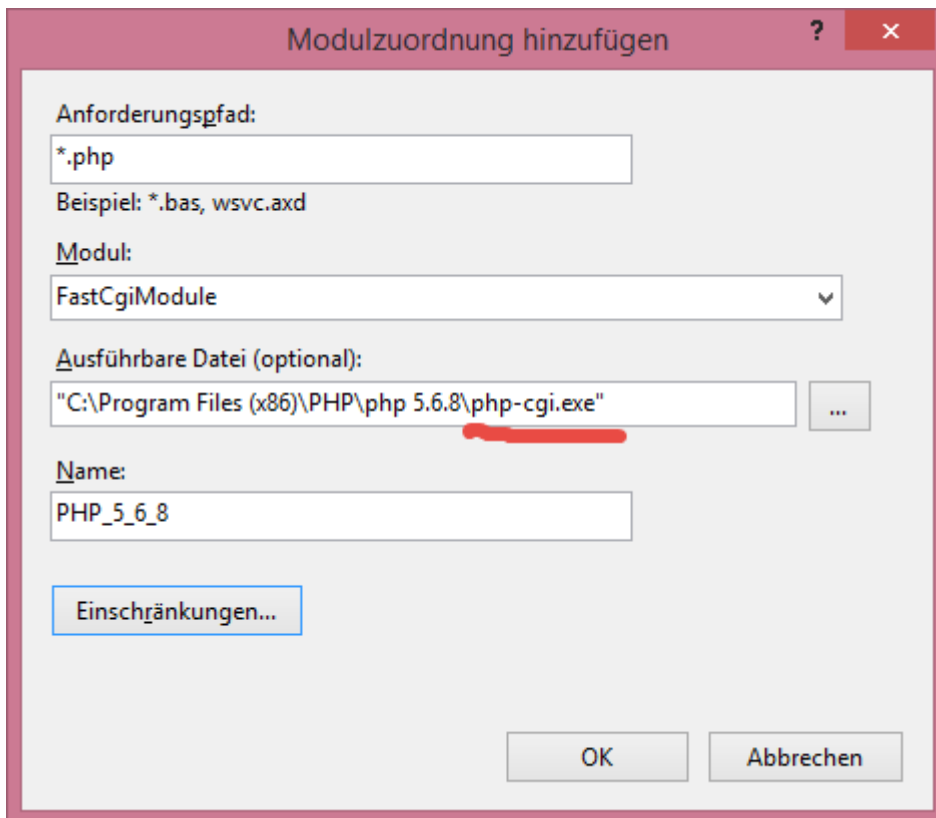 Modulzuordnung hinzufügen
?
×
Anforderungspfad:
*.php
Beispiel: *.bas, wsvc.axd
Modul:
FastCgiModule
Ausführbare Datei (optional):
"C:\Program Files (x86)\PHP\php 5.6.8\php-cgi.exe"
...
Name:
PHP_5_6_8
Einschränkungen...
OK
Abbrechen